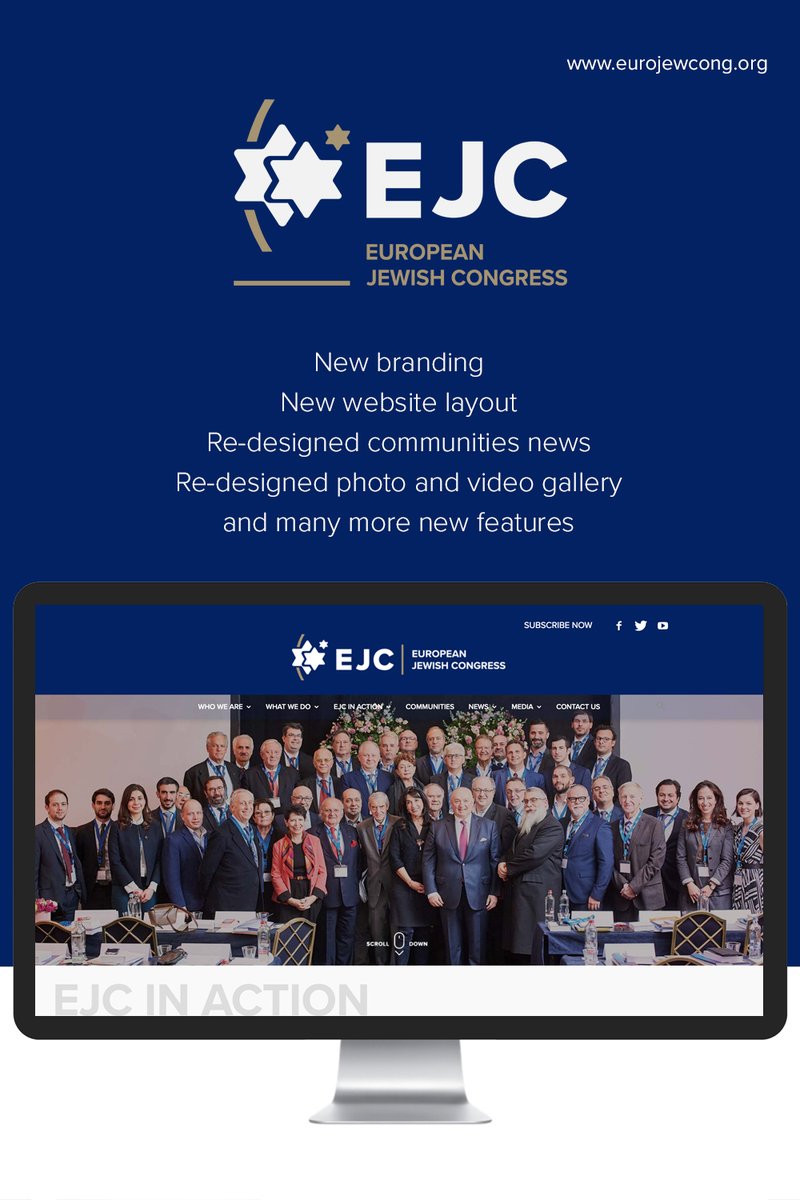 www.eurojewcong.org
EJC
EUROPEAN
JEWISH CONGRESS
New branding
New website layout
Re-designed communities news
Re-designed photo and video gallery
and many more new features
SUBSCRIBE NOW
EJC
EUROPEAN
JEWISH CONGRESS
WHO WE ARE WHAT WE DO EJC IN ACTION COMMUNITIES NEWS MEDIA CONTACT US
SCROLL DOWN
EJC IN ACTION